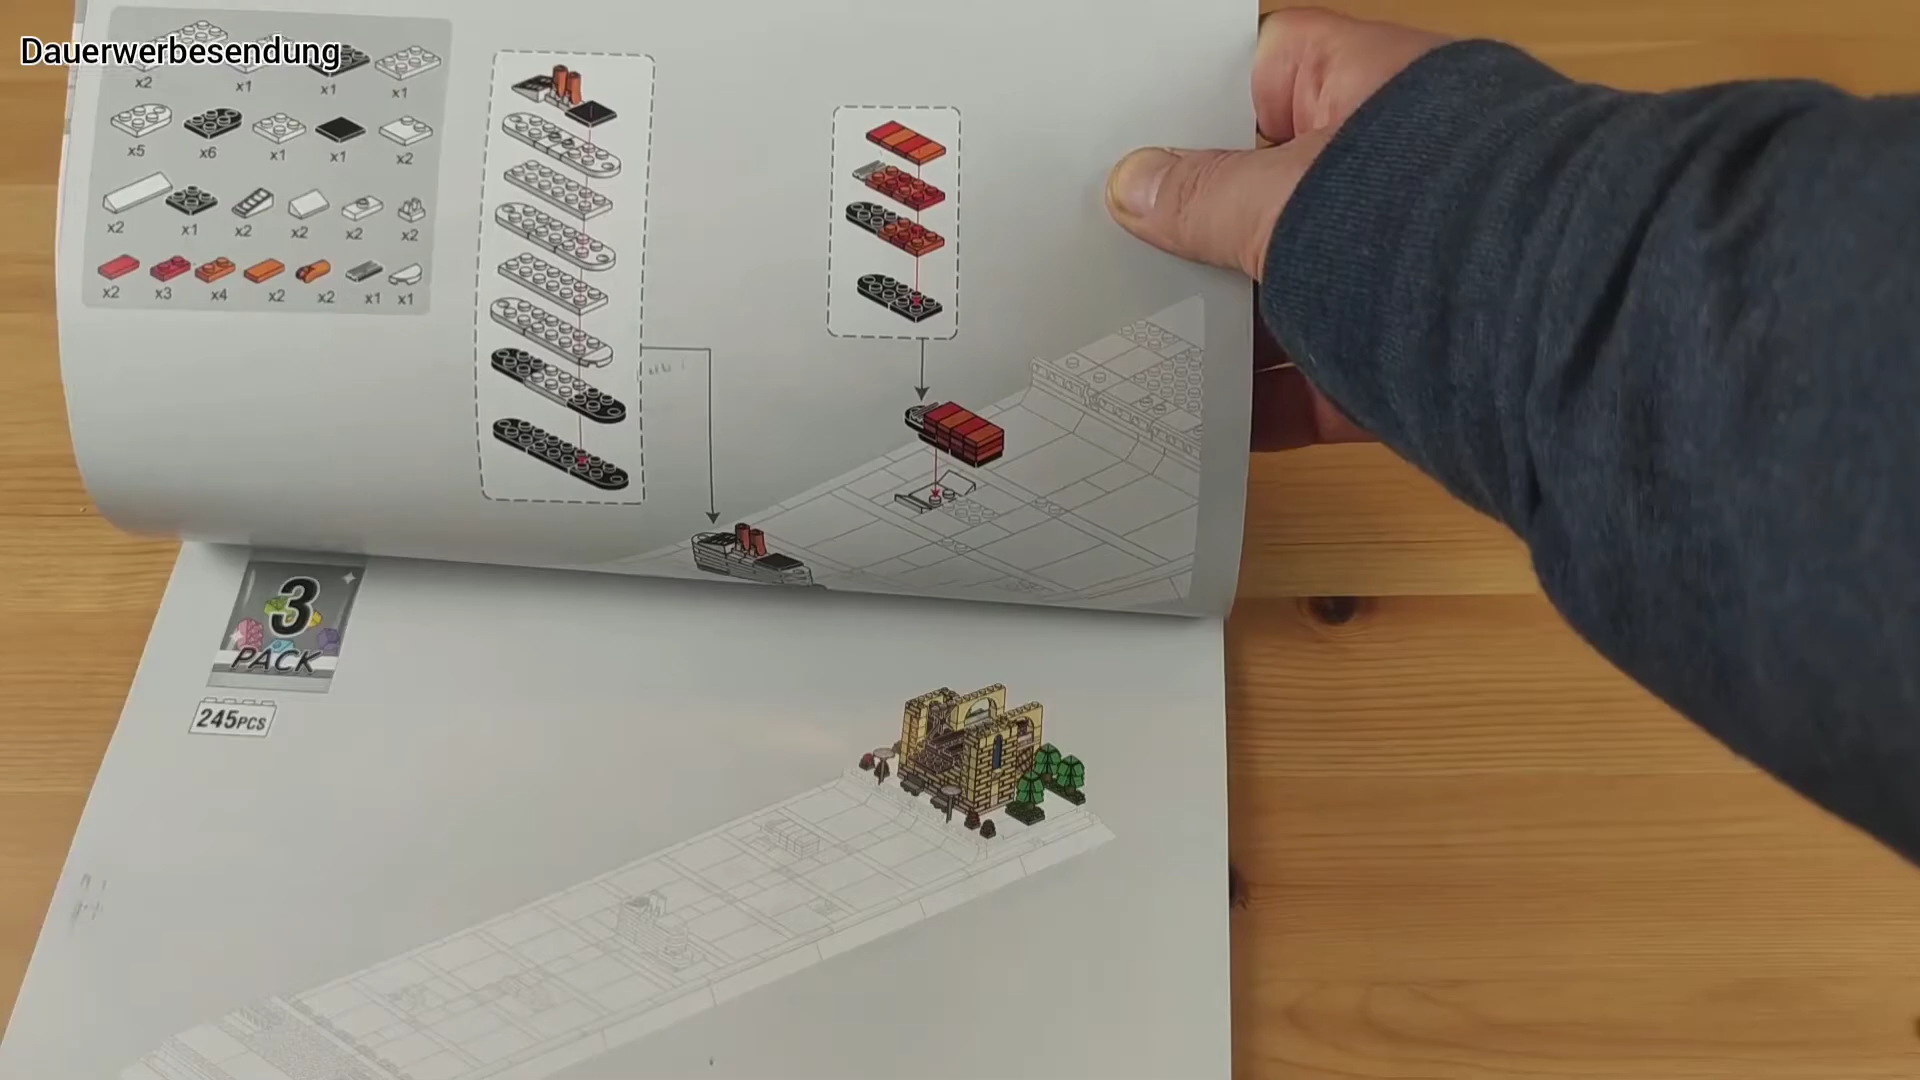 Dauerwerbesendung
x2 x1 x1 x1
x5 x6 x1 x1 x2
x2 x1 x2 x2 x2 x2
x2 x3 x4 x2 x2 x1 x1
3
PACK
245PCS